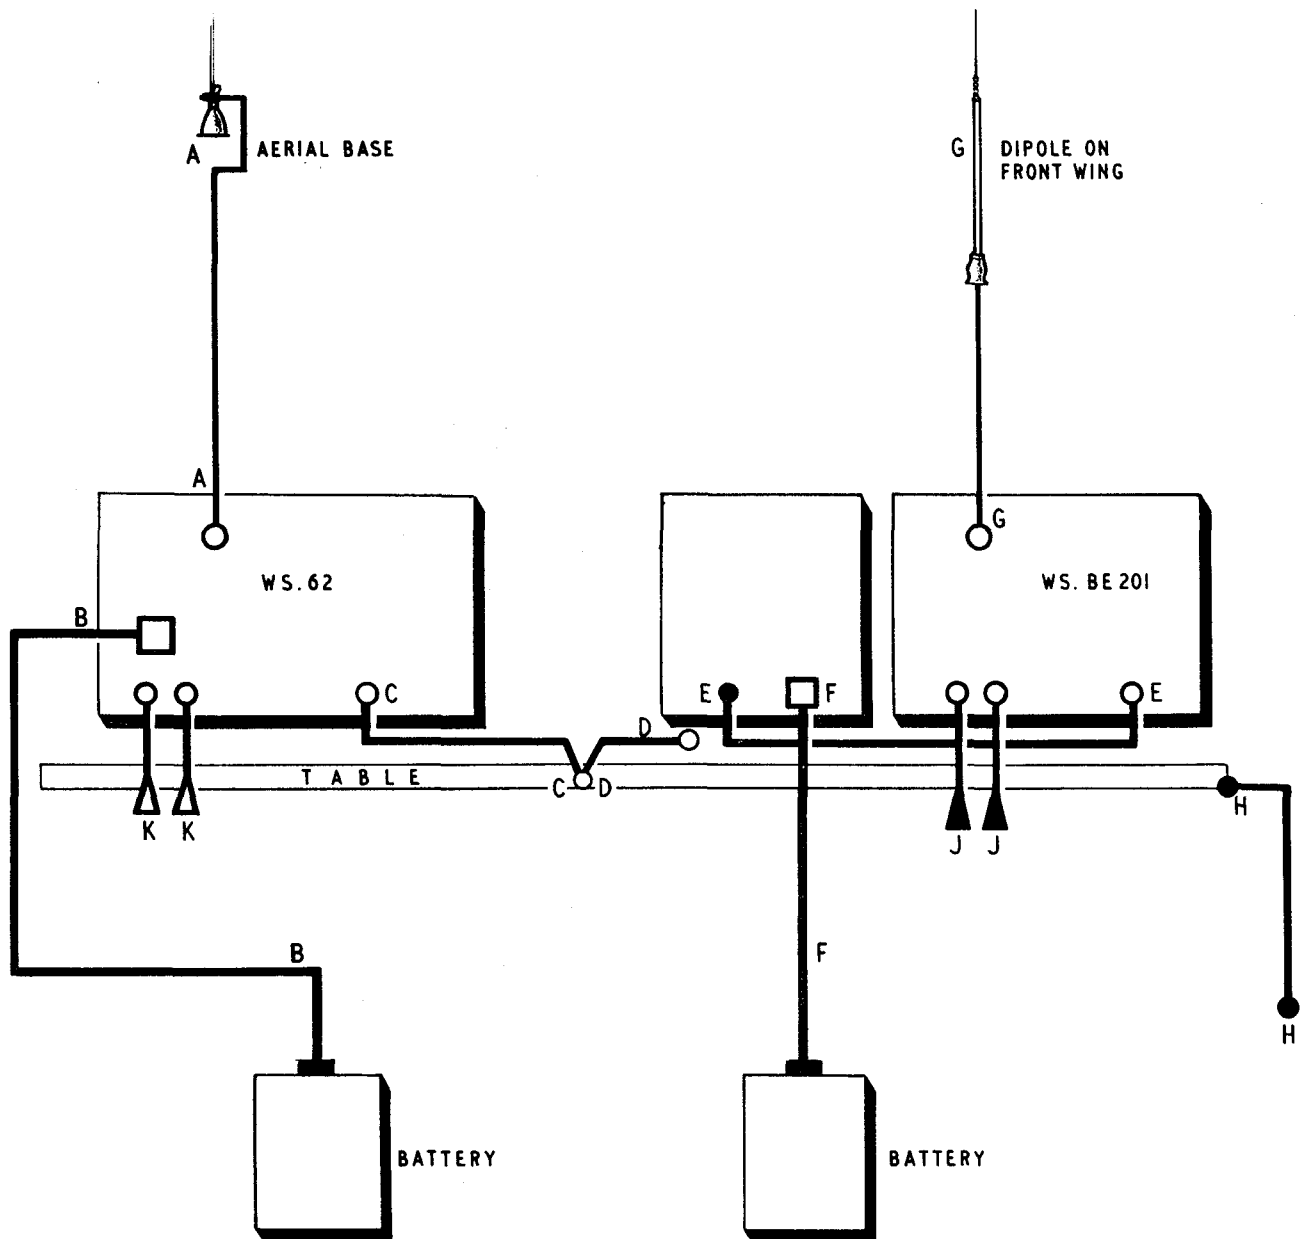 A
AERIAL BASE
G
DIPOLE ON
FRONT WING
A
G
WS.62
WS. BE 201
B
C
E
F
E
D
TABLE
C D
H
K K
J J
B
F
H
BATTERY
BATTERY